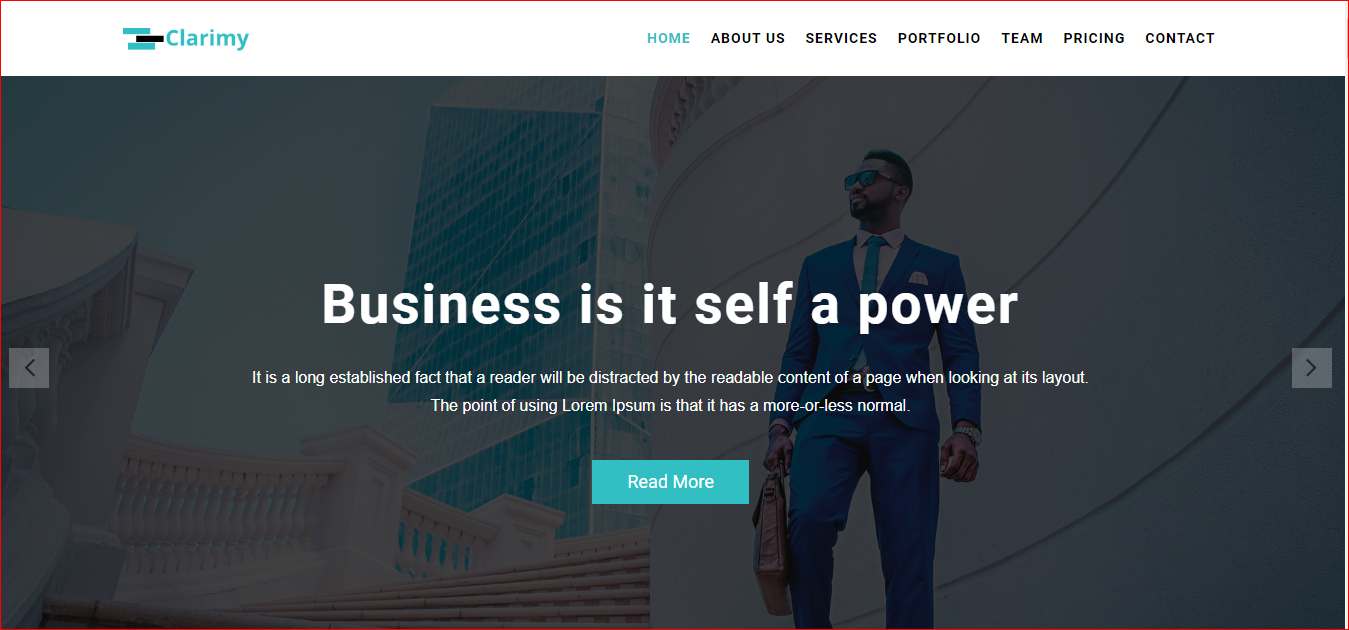 Clarimy
HOME ABOUT US SERVICES PORTFOLIO TEAM PRICING CONTACT
Business is it self a power
It is a long established fact that a reader will be distracted by the readable content of a page when looking at its layout.
The point of using Lorem Ipsum is that it has a more-or-less normal.
Read More